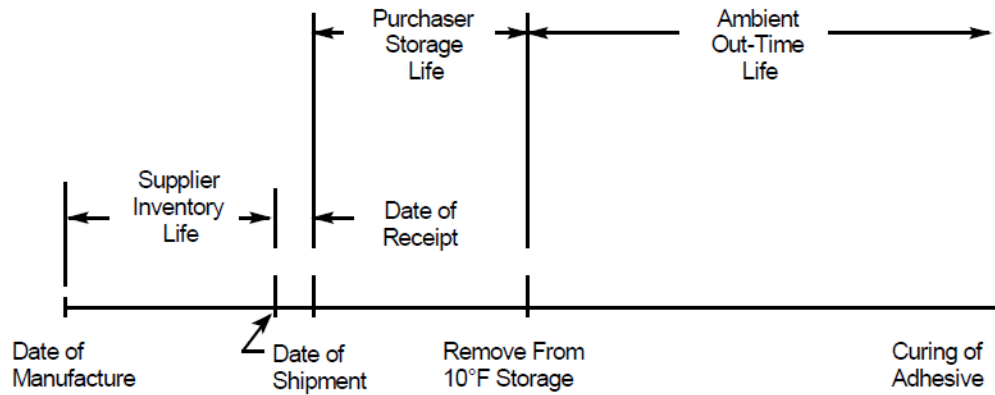 Purchaser
Storage
Life
Ambient
Out-Time
Life
Supplier
Inventory
Life
Date of
Receipt
Date of
Manufacture
Date of
Shipment
Remove From
10°F Storage
Curing of
Adhesive